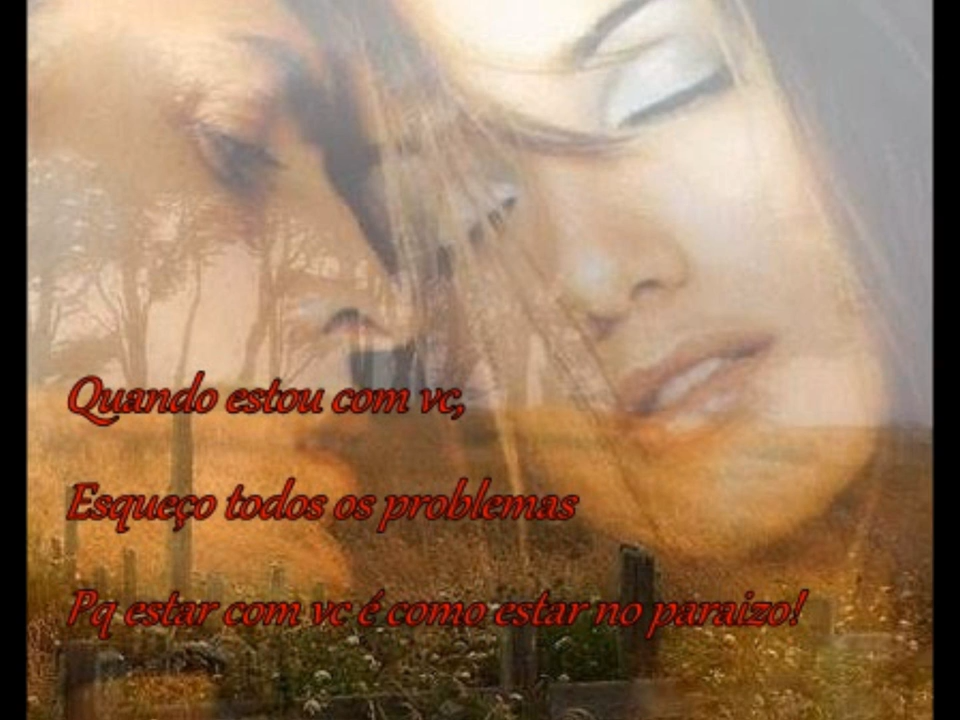 Quando estou com vc,
Esqueço todos os problemas
Pq estar com vc é como estar no paraizo!